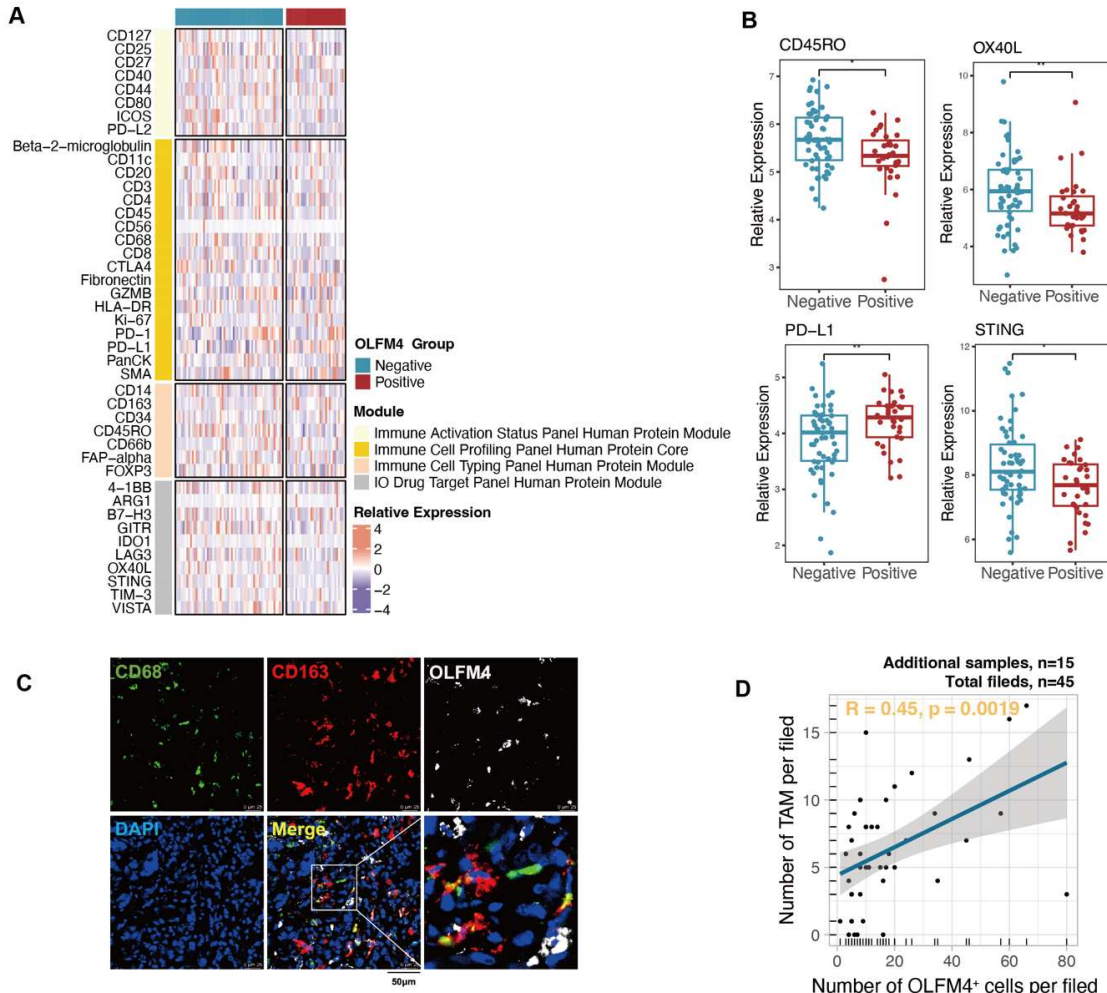 A
CD127
CD25
CD27
CD40
CD44
CD80
ICOS
PD-L2
Beta-2-microglobulin
CD11c
CD20
CD3
CD4
CD45
CD56
CD68
CD8
CTLA4
Fibronectin
GZMB
HLA-DR
Ki-67
PD-1
PD-L1
PanCK
SMA
CD14
CD163
CD34
CD45RO
CD66b
FAP-alpha
FOXP3
4-1BB
ARG1
B7-H3
GITR
IDO1
LAG3
OX40L
STING
TIM-3
VISTA
OLFM4 Group
Negative
Positive
Module
Immune Activation Status Panel Human Protein Module
Immune Cell Profiling Panel Human Protein Core
Immune Cell Typing Panel Human Protein Module
IO Drug Target Panel Human Protein Module
Relative Expression
4
2
0
-2
-4
B
CD45RO
*
Relative Expression
7
6
5
4
3
Negative Positive
OX40L
**
Relative Expression
10
8
6
4
Negative Positive
PD-L1
**
Relative Expression
5
4
3
2
Negative Positive
STING
*
Relative Expression
12
10
8
6
Negative Positive
C
CD68
CD163
OLFM4
DAPI
Merge
50μm
D
Additional samples, n=15
Total fileds, n=45
R = 0.45, p = 0.0019
Number of TAM per filed
15
10
5
0
0 20 40 60 80
Number of OLFM4+ cells per filed